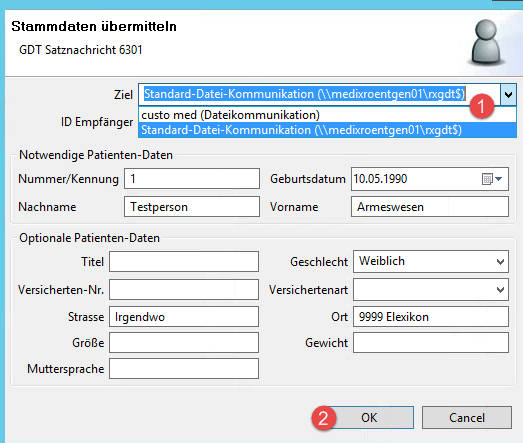 Stammdaten übermitteln
GDT Satznachricht 6301
Ziel Standard-Datei-Kommunikation (\\medixroentgen01\rxgdt$) 1
custo med (Dateikommunikation)
ID Empfänger Standard-Datei-Kommunikation (\\medixroentgen01\rxgdt$)
Notwendige Patienten-Daten
Nummer/Kennung 1 Geburtsdatum 10.05.1990
Nachname Testperson Vorname Armeswesen
Optionale Patienten-Daten
Titel Geschlecht Weiblich
Versicherten-Nr. Versichertenart
Strasse Irgendwo Ort 9999 Elexikon
Größe Gewicht
Muttersprache
2 OK Cancel